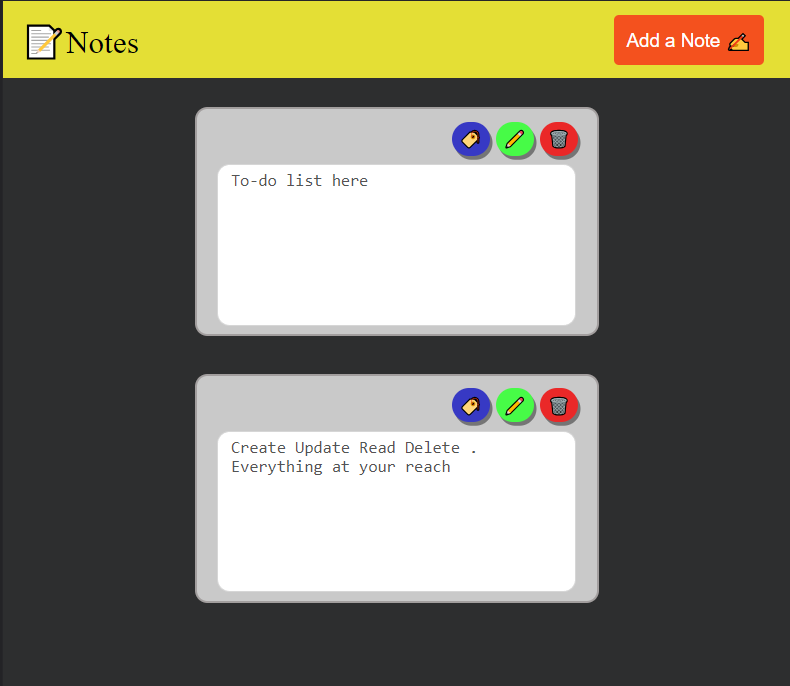 Notes
Add a Note
To-do list here
Create Update Read Delete .
Everything at your reach